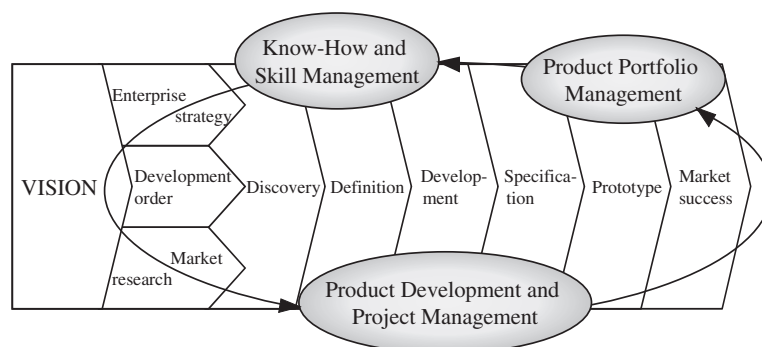 Know-How and
Skill Management
Product Portfolio
Management
Enterprise
strategy
VISION
Development
order
Market
research
Discovery
Definition
Develop-
ment
Specifica-
tion
Prototype
Market
success
Product Development and
Project Management